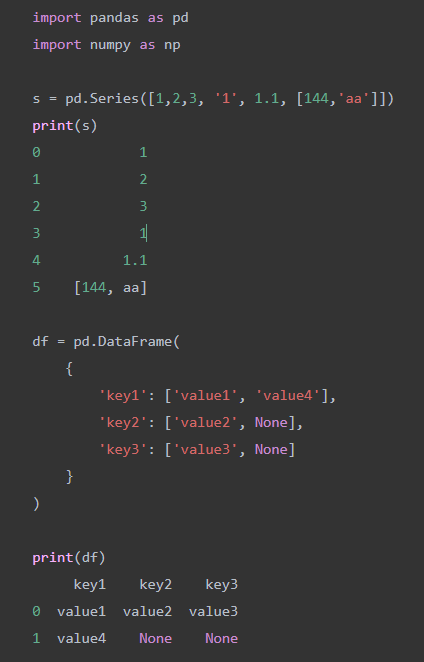 import pandas as pd
import numpy as np
s = pd.Series([1,2,3, '1', 1.1, [144,'aa']])
print(s)
0            1
1            2
2            3
3            1
4          1.1
5    [144, aa]
df = pd.DataFrame(
    {
        'key1': ['value1', 'value4'],
        'key2': ['value2', None],
        'key3': ['value3', None]
    }
)
print(df)
     key1    key2    key3
0  value1  value2  value3
1  value4    None    None